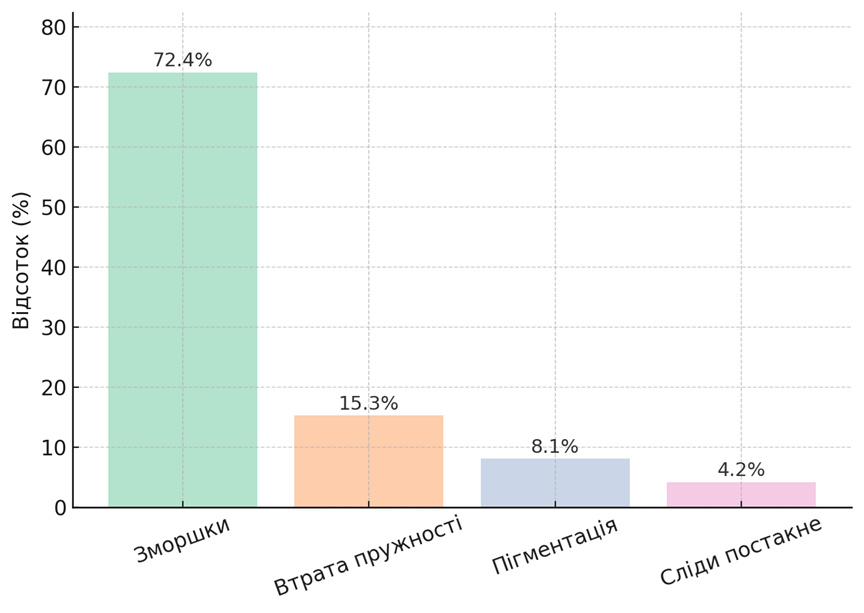 80
70
60
50
40
30
20
10
0
Відсоток (%)
72.4%
15.3%
8.1%
4.2%
Зморшки
Втрата пружності
Пігментація
Сліди постакне